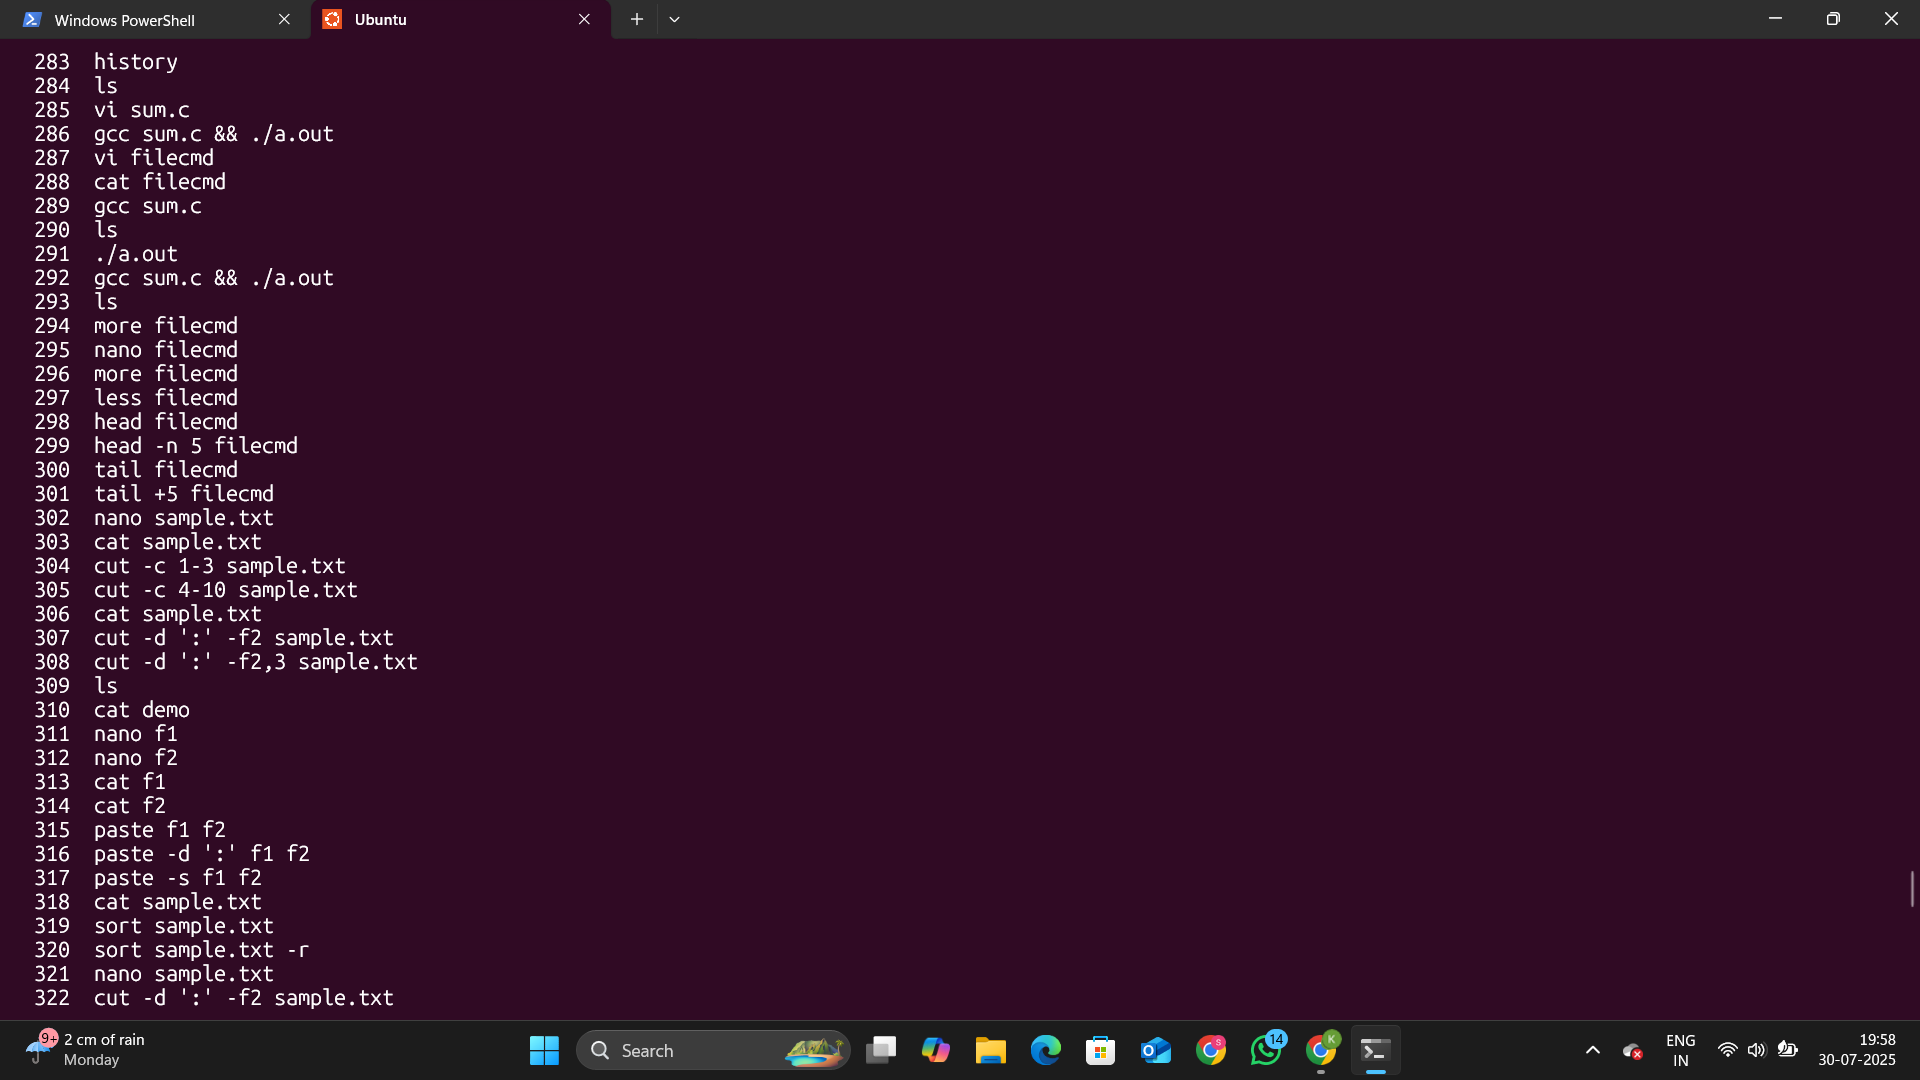 Windows PowerShell
Ubuntu
283 history
284 ls
285 vi sum.c
286 gcc sum.c && ./a.out
287 vi filecmd
288 cat filecmd
289 gcc sum.c
290 ls
291 ./a.out
292 gcc sum.c && ./a.out
293 ls
294 more filecmd
295 nano filecmd
296 more filecmd
297 less filecmd
298 head filecmd
299 head -n 5 filecmd
300 tail filecmd
301 tail +5 filecmd
302 nano sample.txt
303 cat sample.txt
304 cut -c 1-3 sample.txt
305 cut -c 4-10 sample.txt
306 cat sample.txt
307 cut -d ':' -f2 sample.txt
308 cut -d ':' -f2,3 sample.txt
309 ls
310 cat demo
311 nano f1
312 nano f2
313 cat f1
314 cat f2
315 paste f1 f2
316 paste -d ':' f1 f2
317 paste -s f1 f2
318 cat sample.txt
319 sort sample.txt
320 sort sample.txt -r
321 nano sample.txt
322 cut -d ':' -f2 sample.txt
9+
2 cm of rain
Monday
Search
S
14
K
ENG
IN
19:58
30-07-2025